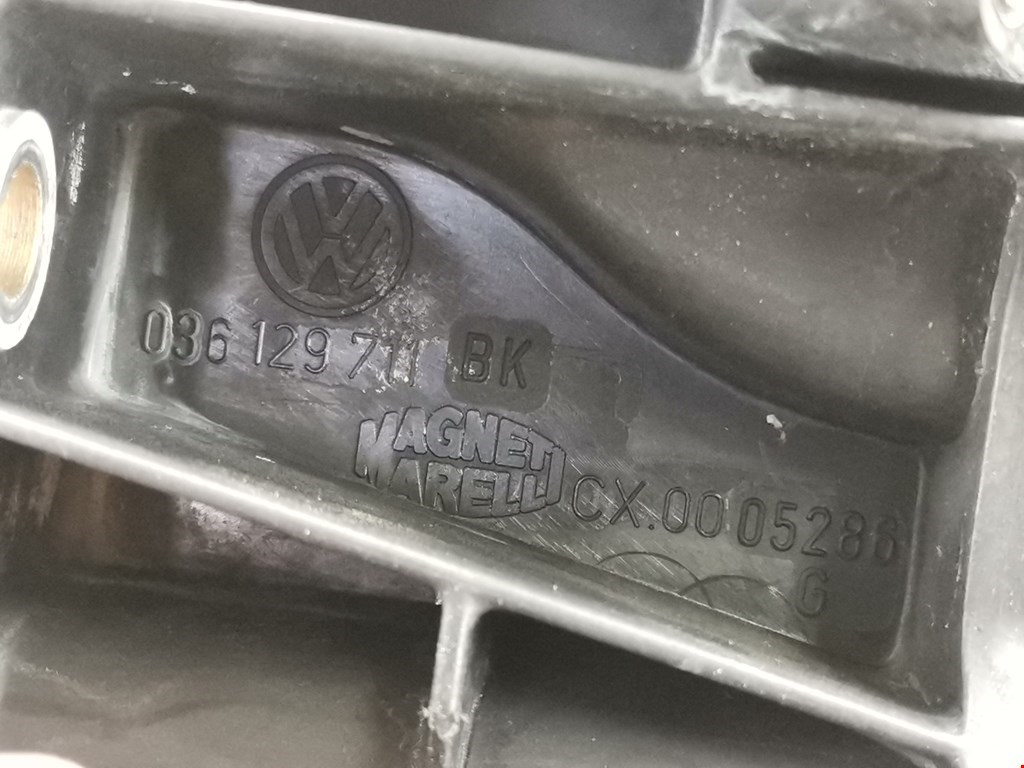 VW
036 129 711 BK
MAGNETI
MARELLI
CX.00 05286
G